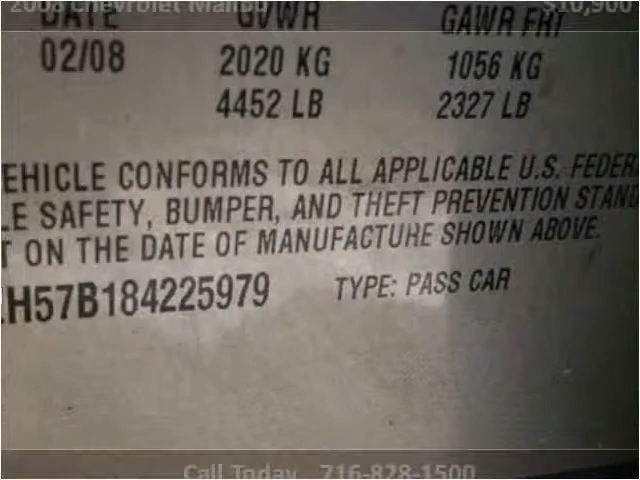 2008 Chevrolet Malibu $10,900
DATE GVWR GAWR FRT
02/08 2020 KG 1056 KG
4452 LB 2327 LB
EHICLE CONFORMS TO ALL APPLICABLE U.S. FEDER
LE SAFETY, BUMPER, AND THEFT PREVENTION STAND
T ON THE DATE OF MANUFACTURE SHOWN ABOVE.
H57B184225979 TYPE: PASS CAR
Call Today 716-828-1500